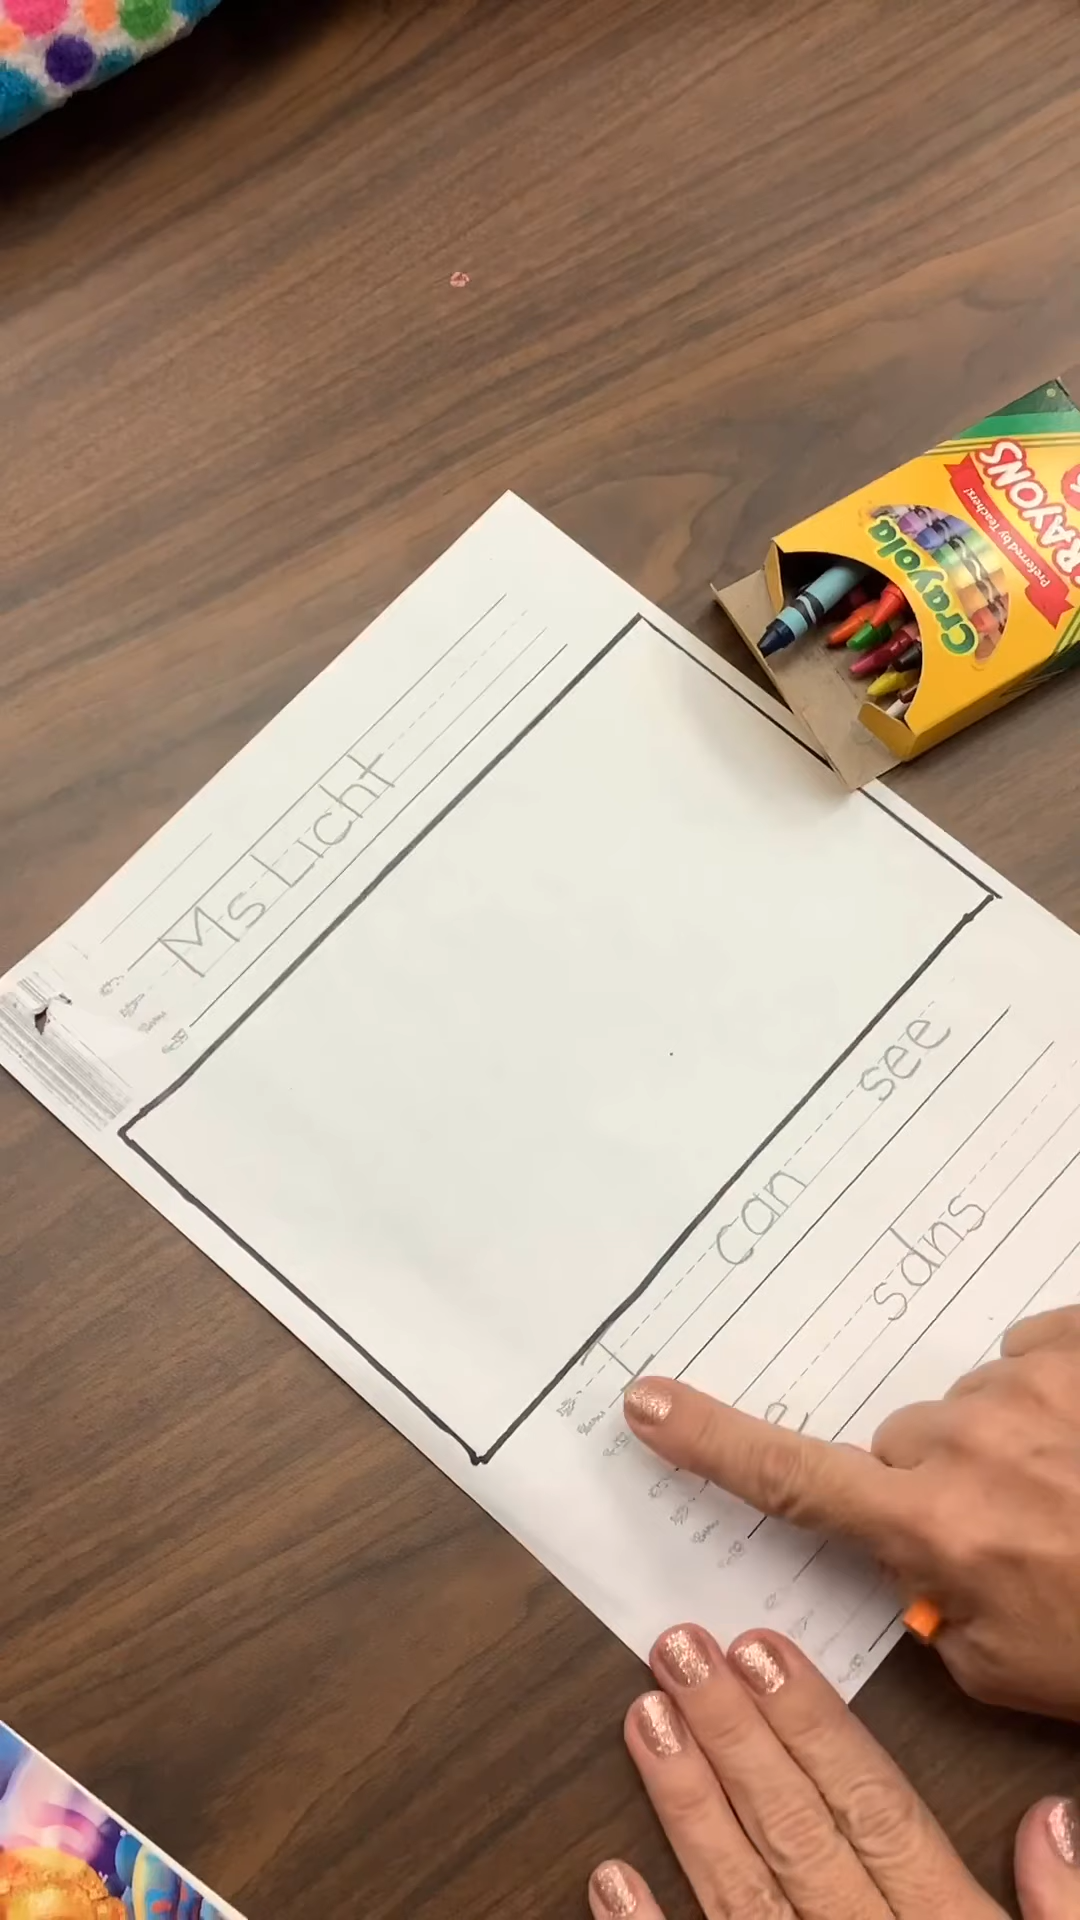 Ms Licht
I can see
sdns
Crayola
CRAYONS
Preferred by Teachers!